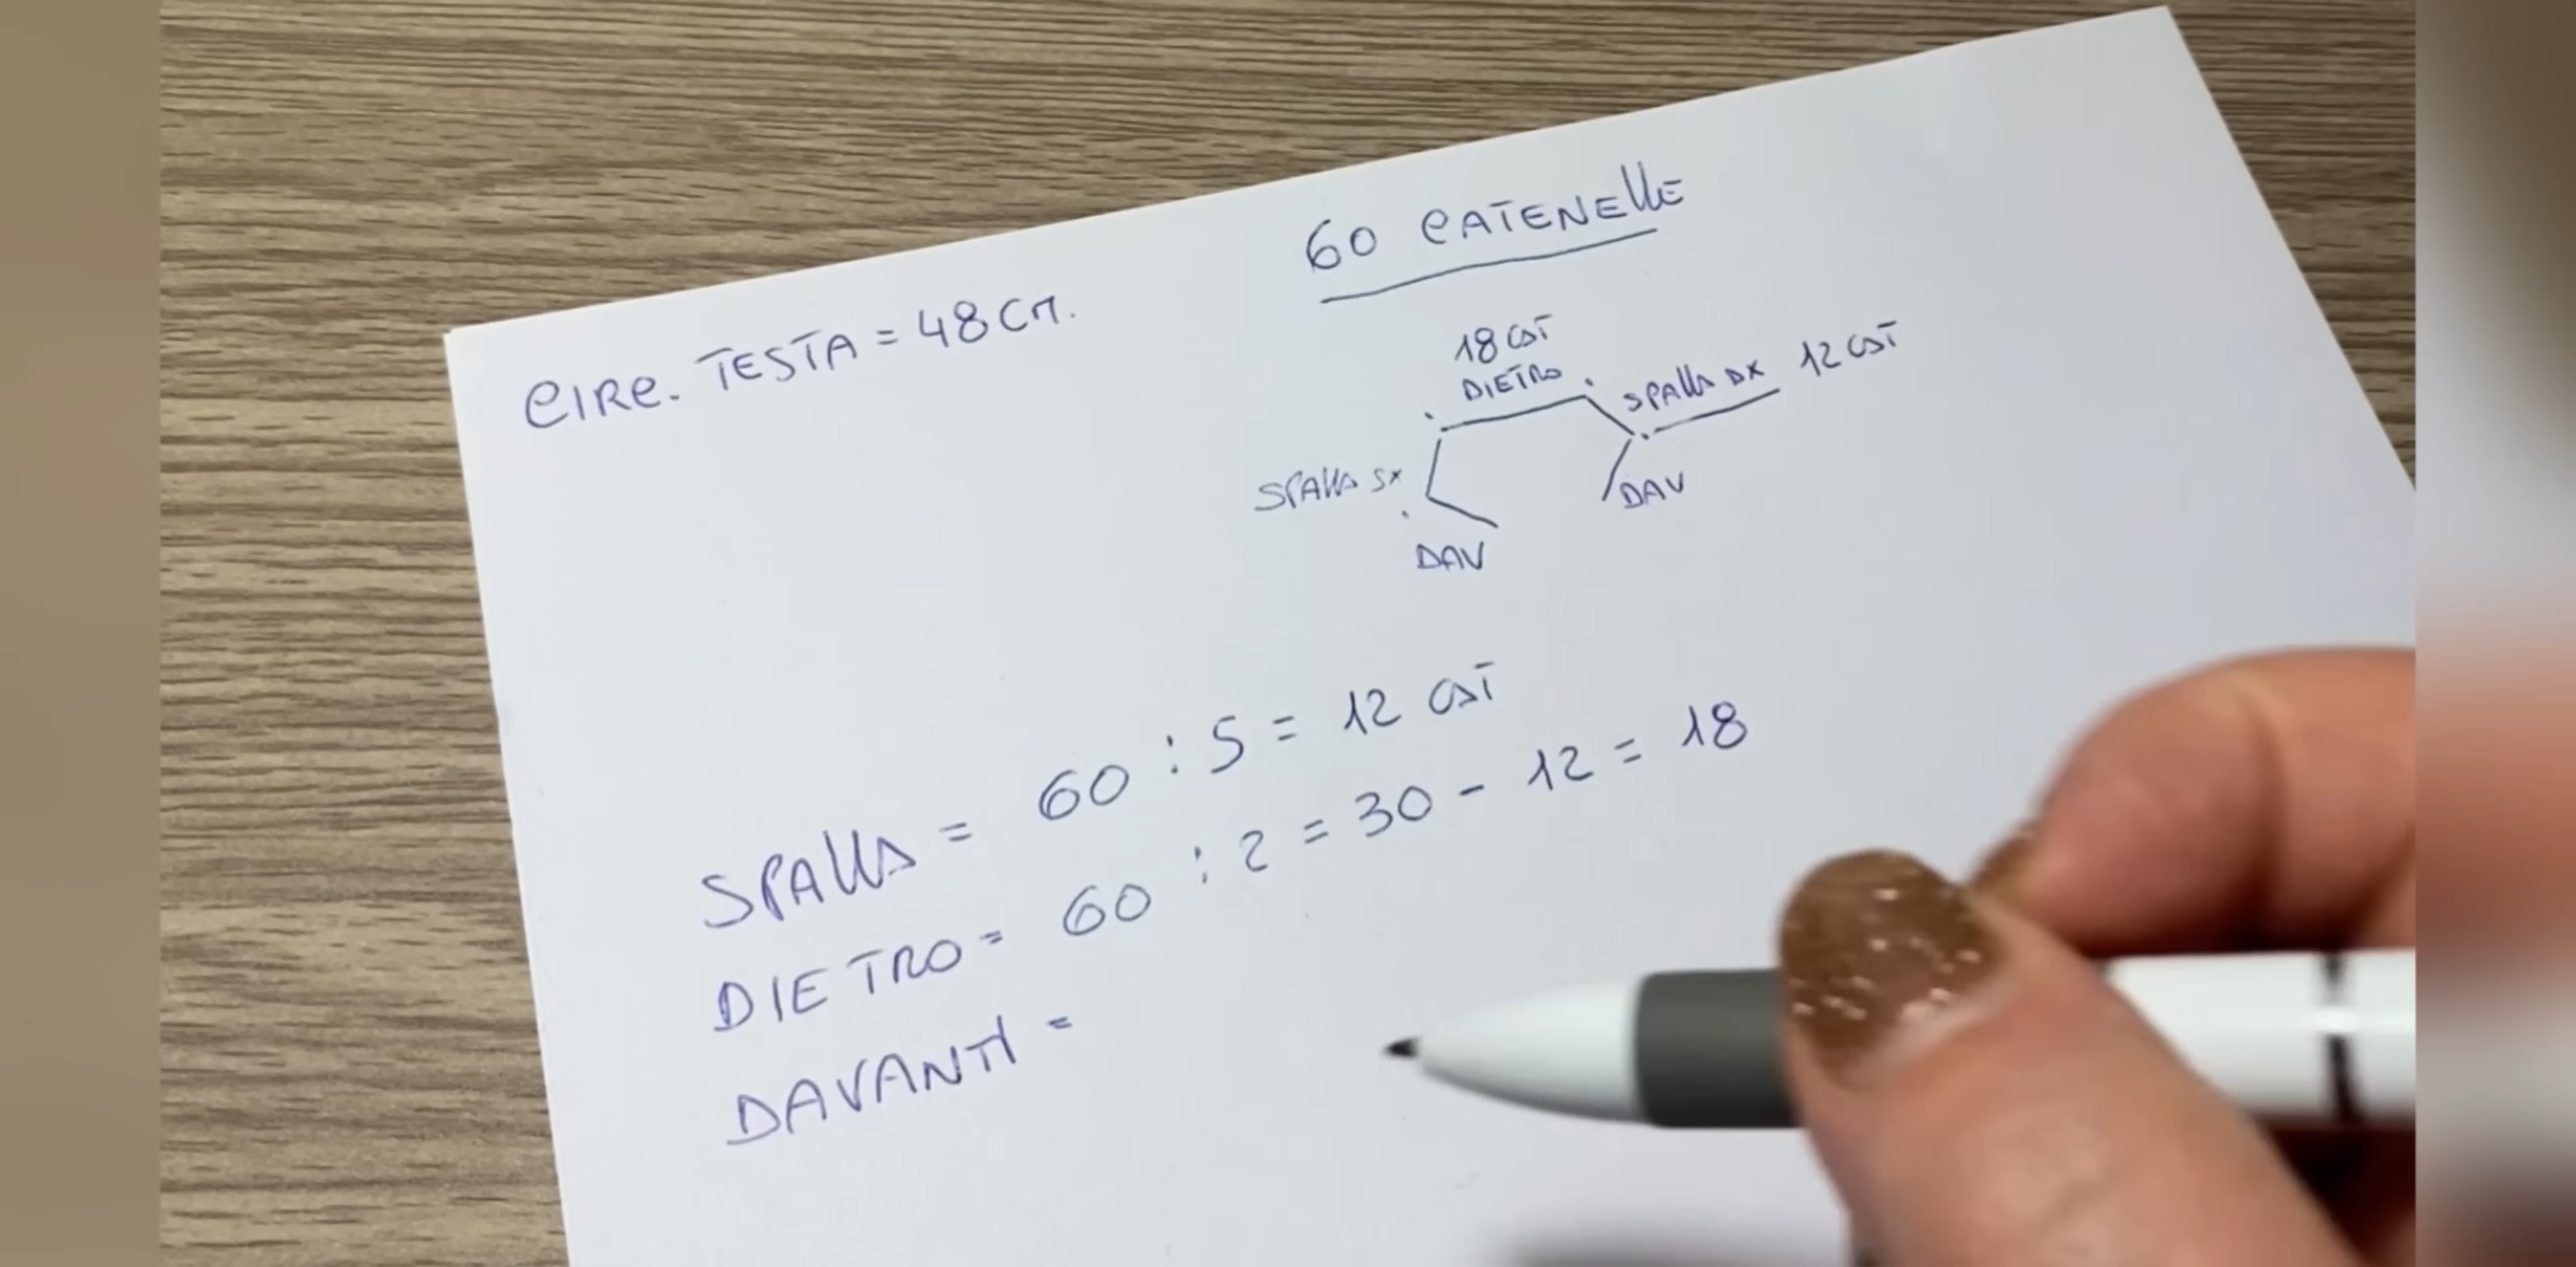 CIRC. TESTA = 48 CM.
60 CATENELLE
18 CAT
DIETRO
SPALLA DX 12 CAT
SPALLA SX
DAV
DAV
SPALLA = 60 : 5 = 12 CAT
DIETRO = 60 : 2 = 30 - 12 = 18
DAVANTI =